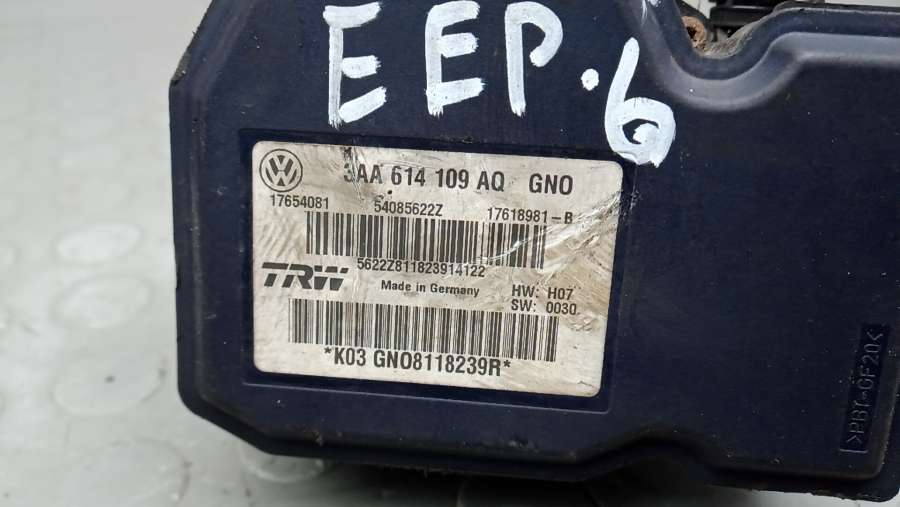 EEP.6
3AA 614 109 AQ GNO
17654081 54085622Z 17618981-B
5622Z811823914122
TRW Made in Germany HW: H07
SW: 0030
*K03 GNO8118239R*
>PBT-GF20<